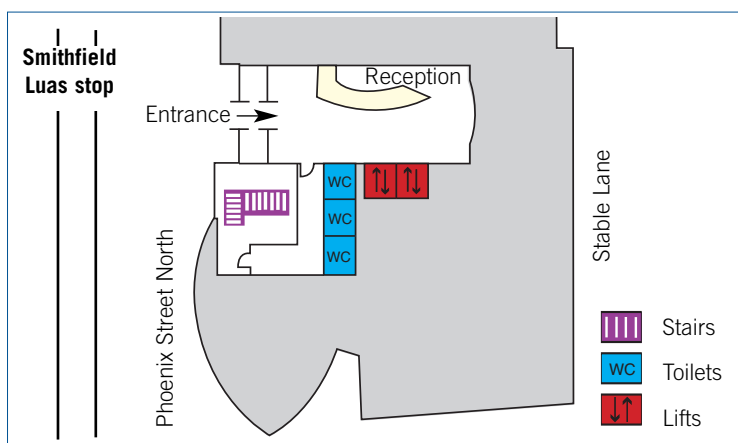 Smithfield
Luas stop
Reception
Entrance
WC
WC
WC
Phoenix Street North
Stable Lane
Stairs
WC
Toilets
Lifts